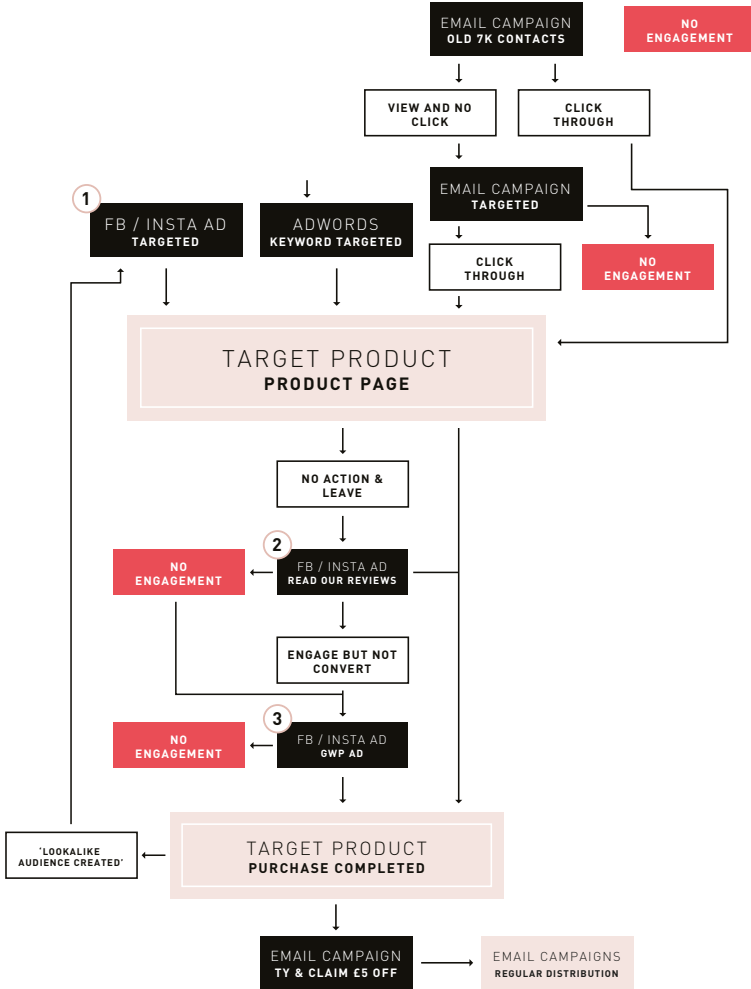 EMAIL CAMPAIGN
OLD 7K CONTACTS
NO
ENGAGEMENT
VIEW AND NO
CLICK
CLICK
THROUGH
EMAIL CAMPAIGN
TARGETED
1
FB / INSTA AD
TARGETED
ADWORDS
KEYWORD TARGETED
CLICK
THROUGH
NO
ENGAGEMENT
TARGET PRODUCT
PRODUCT PAGE
NO ACTION &
LEAVE
2
FB / INSTA AD
READ OUR REVIEWS
NO
ENGAGEMENT
ENGAGE BUT NOT
CONVERT
3
FB / INSTA AD
GWP AD
NO
ENGAGEMENT
TARGET PRODUCT
PURCHASE COMPLETED
'LOOKALIKE
AUDIENCE CREATED'
EMAIL CAMPAIGN
TY & CLAIM £5 OFF
EMAIL CAMPAIGNS
REGULAR DISTRIBUTION